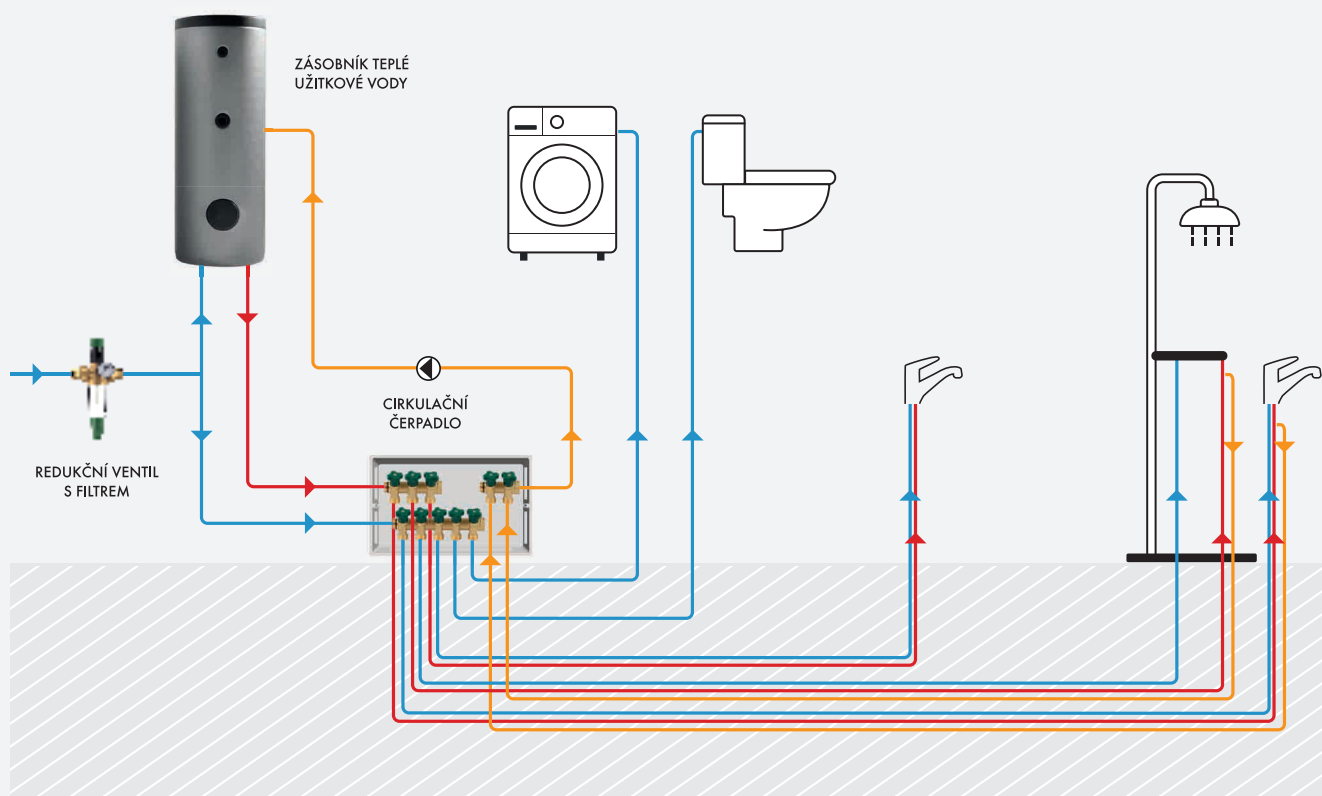 ZÁSOBNÍK TEPLÉ
UŽITKOVÉ VODY
CIRKULAČNÍ
ČERPADLO
REDUKČNÍ VENTIL
S FILTREM